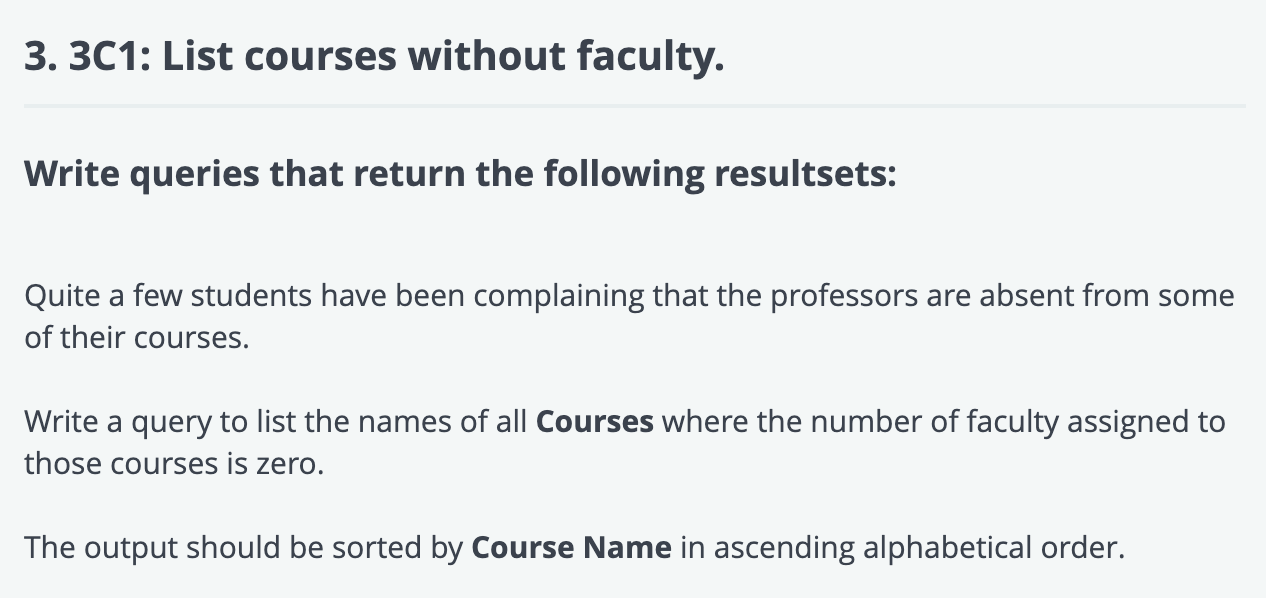 3. 3C1: List courses without faculty.
Write queries that return the following resultsets:
Quite a few students have been complaining that the professors are absent from some
of their courses.
Write a query to list the names of all Courses where the number of faculty assigned to
those courses is zero.
The output should be sorted by Course Name in ascending alphabetical order.